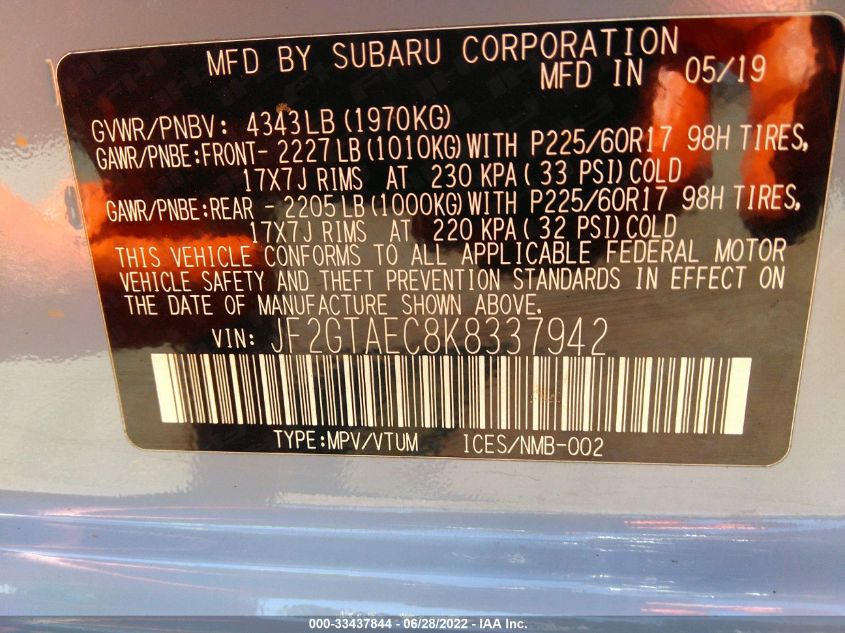 MFD BY SUBARU CORPORATION
MFD IN 05/19
GVWR/PNBV: 4343LB(1970KG)
GAWR/PNBE:FRONT- 2227LB(1010KG)WITH P225/60R17 98H TIRES,
17X7J RIMS AT 230 KPA(33 PSI)COLD
GAWR/PNBE:REAR - 2205LB(1000KG)WITH P225/60R17 98H TIRES,
17X7J RIMS AT 220 KPA(32 PSI)COLD
THIS VEHICLE CONFORMS TO ALL APPLICABLE FEDERAL MOTOR
VEHICLE SAFETY AND THEFT PREVENTION STANDARDS IN EFFECT ON
THE DATE OF MANUFACTURE SHOWN ABOVE.
VIN: JF2GTAEC8K8337942
TYPE:MPV/VTUM ICES/NMB-002
000-33437844 - 06/28/2022 - IAA Inc.